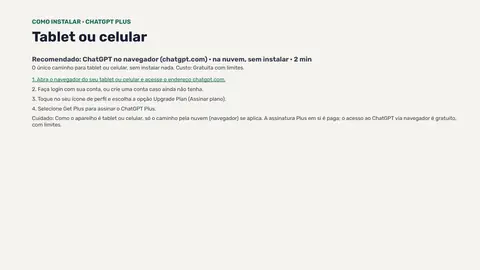 COMO INSTALAR • CHATGPT PLUS
Tablet ou celular
Recomendado: ChatGPT no navegador (chatgpt.com) • na nuvem, sem instalar • 2 min
O único caminho para tablet ou celular, sem instalar nada. Custo: Gratuita com limites.
1. Abra o navegador do seu tablet ou celular e acesse o endereço chatgpt.com.
2. Faça login com sua conta, ou crie uma conta caso ainda não tenha.
3. Toque no seu ícone de perfil e escolha a opção Upgrade Plan (Assinar plano).
4. Selecione Get Plus para assinar o ChatGPT Plus.
Cuidado: Como o aparelho é tablet ou celular, só o caminho pela nuvem (navegador) se aplica. A assinatura Plus em si é paga; o acesso ao ChatGPT via navegador é gratuito,
com limites.